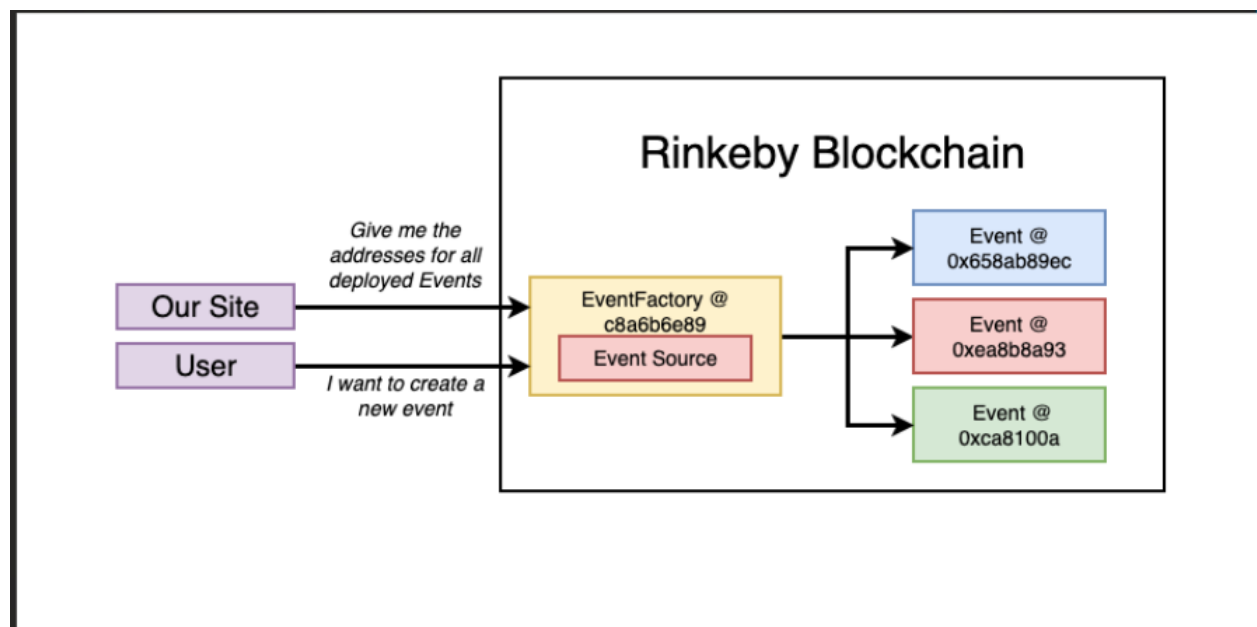 Rinkeby Blockchain
Give me the
addresses for all
deployed Events
Our Site
User
I want to create a
new event
EventFactory @
c8a6b6e89
Event Source
Event @
0x658ab89ec
Event @
0xea8b8a93
Event @
0xca8100a